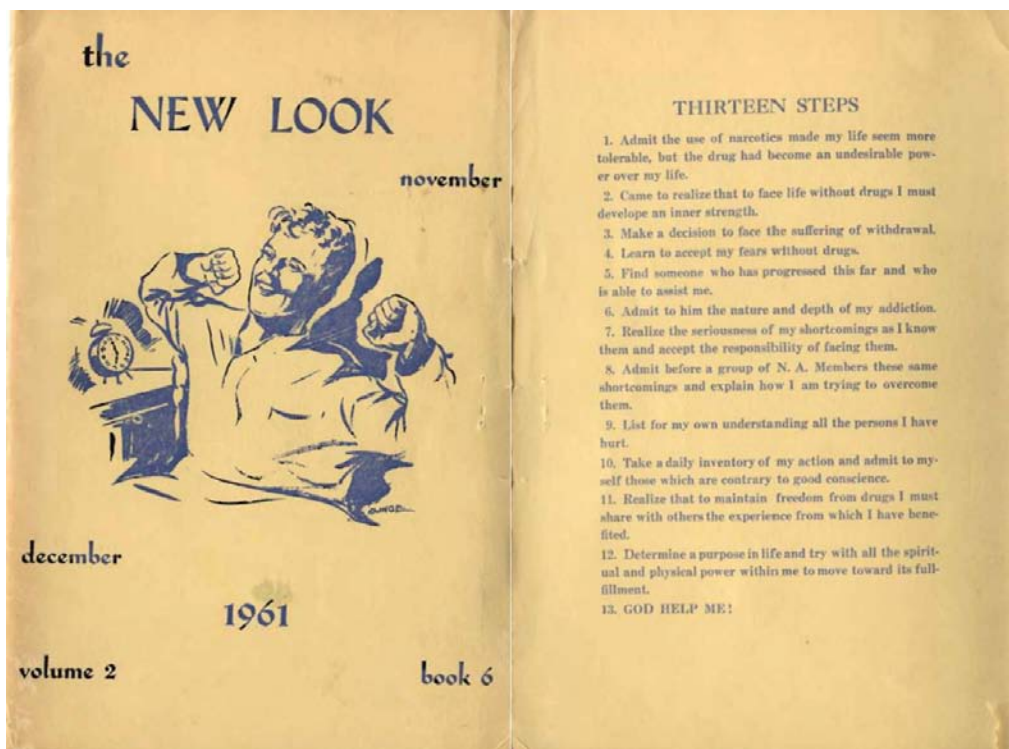 the
NEW LOOK
november
december
1961
volume 2
book 6
THIRTEEN STEPS
1. Admit the use of narcotics made my life seem more
tolerable, but the drug had become an undesirable pow-
er over my life.
2. Came to realize that to face life without drugs I must
develope an inner strength.
3. Make a decision to face the suffering of withdrawal.
4. Learn to accept my fears without drugs.
5. Find someone who has progressed this far and who
is able to assist me.
6. Admit to him the nature and depth of my addiction.
7. Realize the seriousness of my shortcomings as I know
them and accept the responsibility of facing them.
8. Admit before a group of N. A. Members these same
shortcomings and explain how I am trying to overcome
them.
9. List for my own understanding all the persons I have
hurt.
10. Take a daily inventory of my action and admit to my-
self those which are contrary to good conscience.
11. Realize that to maintain freedom from drugs I must
share with others the experience from which I have bene-
fited.
12. Determine a purpose in life and try with all the spirit-
ual and physical power within me to move toward its full-
fillment.
13. GOD HELP ME!